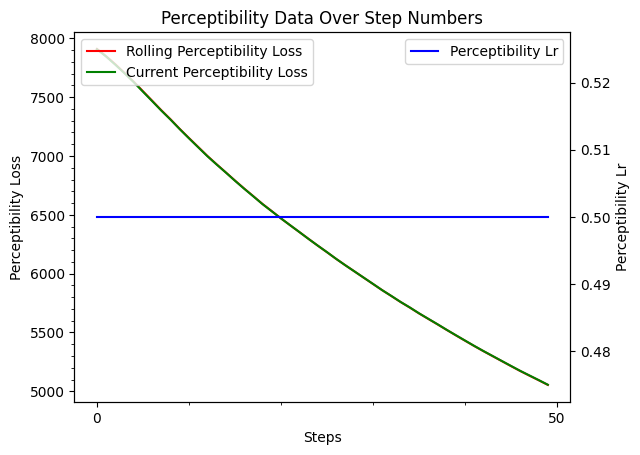 Perceptibility Data Over Step Numbers
Rolling Perceptibility Loss
Current Perceptibility Loss
Perceptibility Lr
8000
7500
7000
6500
6000
5500
5000
Perceptibility Loss
0.52
0.51
0.50
0.49
0.48
Perceptibility Lr
0
50
Steps